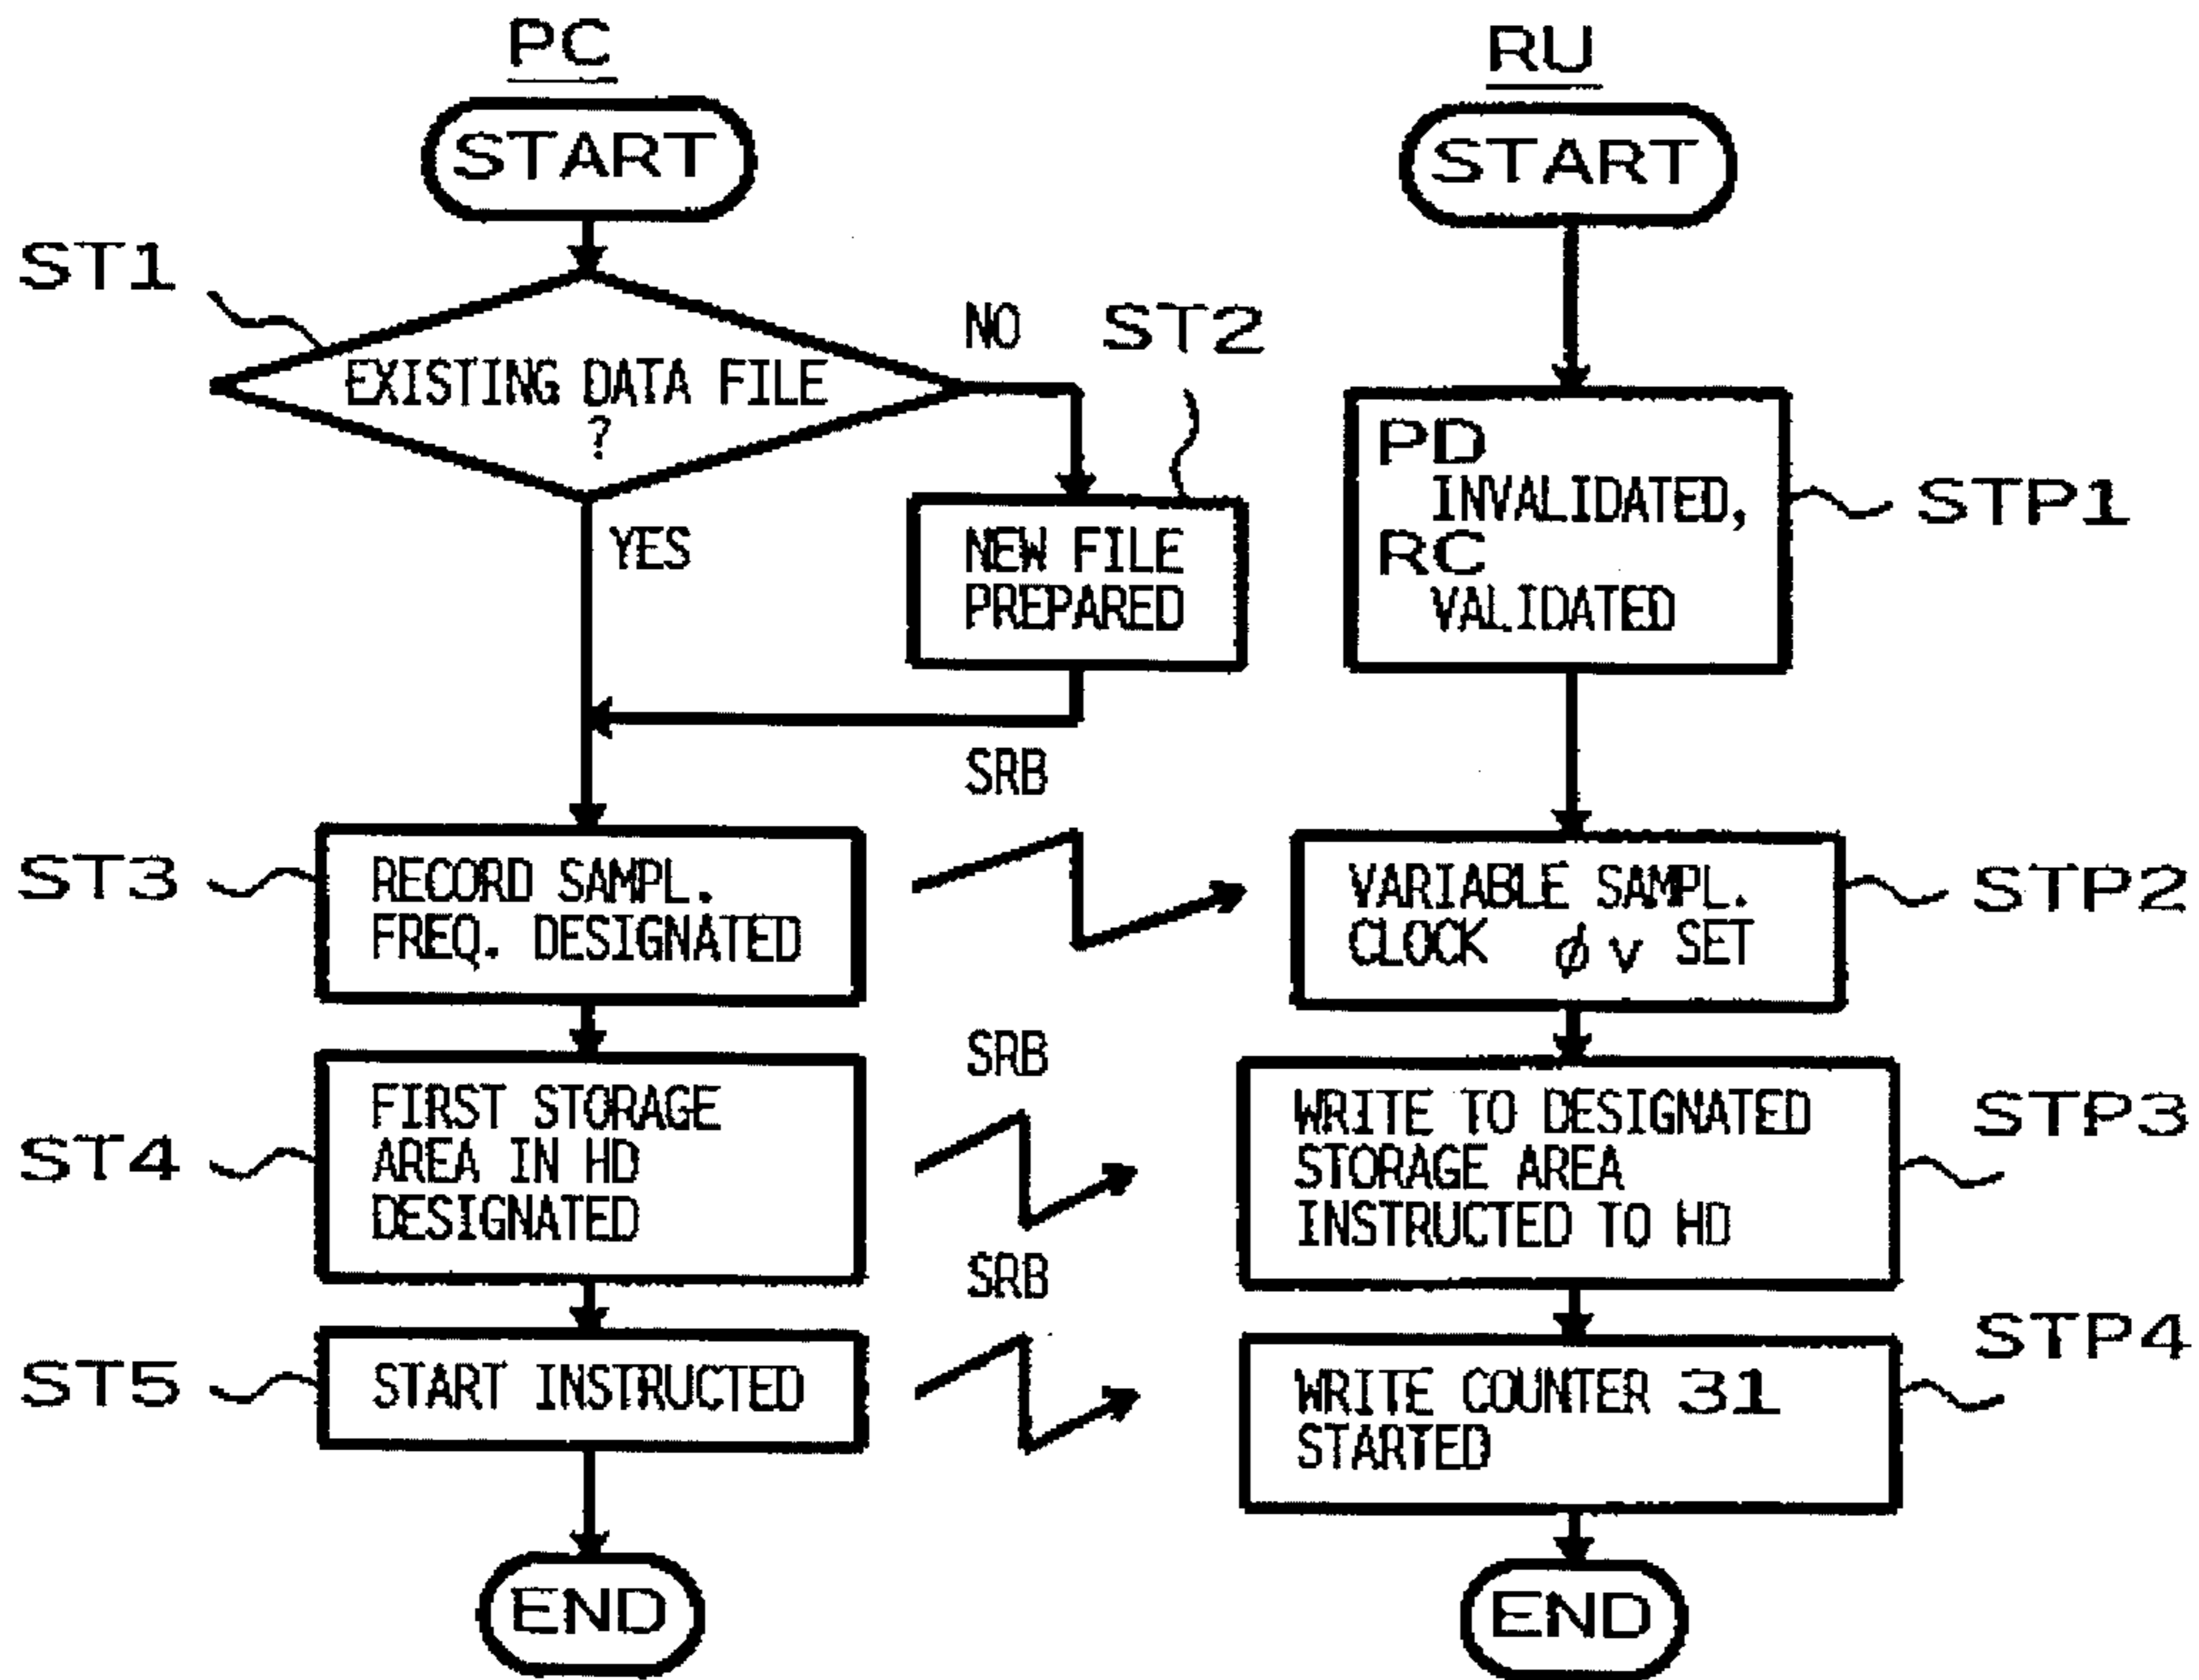 PC
START
ST1
EXISTING DATA FILE
?
NO
YES
ST2
NEW FILE
PREPARED
ST3
RECORD SAMPL.
FREQ. DESIGNATED
ST4
FIRST STORAGE
AREA IN HD
DESIGNATED
ST5
START INSTRUCTED
END
SRB
SRB
SRB
RU
START
PD
INVALIDATED,
RC
VALIDATED
STP1
VARIABLE SAMPL.
CLOCK ϕv SET
STP2
WRITE TO DESIGNATED
STORAGE AREA
INSTRUCTED TO HD
STP3
WRITE COUNTER 31
STARTED
STP4
END